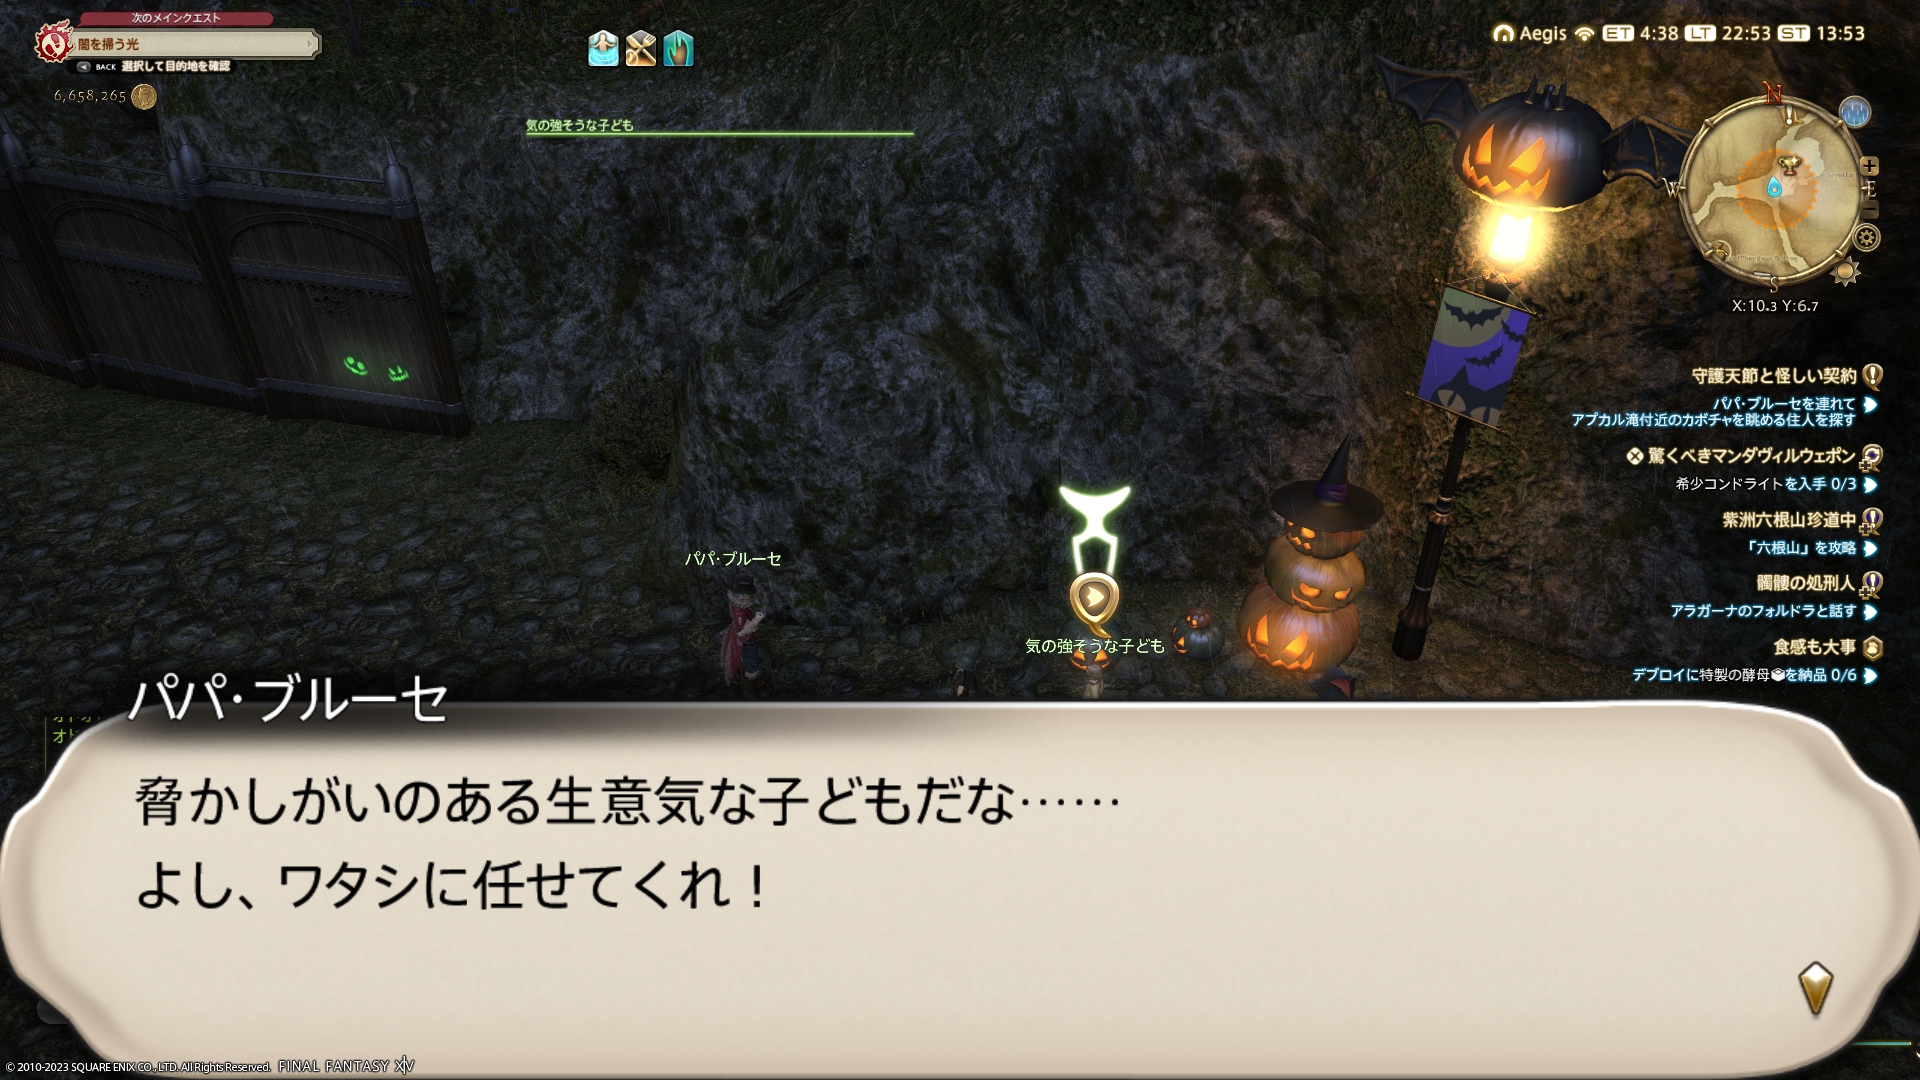 次のメインクエスト
闇を掃う光
BACK 選択して目的地を確認
6,658,265
気の強そうな子ども
Aegis ET 4:38 LT 22:53 ST 13:53
N
W
E
S
X:10.3 Y:6.7
守護天節と怪しい契約
パパ・ブルーセを連れて
アプカル滝付近のカボチャを眺める住人を探す
驚くべきマンダヴィルウェポン
希少コンドライトを入手 0/3
紫洲六根山珍道中
「六根山」を攻略
髑髏の処刑人
アラガーナのフォルドラと話す
食感も大事
デブロイに特製の酵母を納品 0/6
パパ・ブルーセ
気の強そうな子ども
パパ・ブルーセ
脅かしがいのある生意気な子どもだな……
よし、ワタシに任せてくれ！
© 2010-2023 SQUARE ENIX CO., LTD. All Rights Reserved. FINAL FANTASY XIV